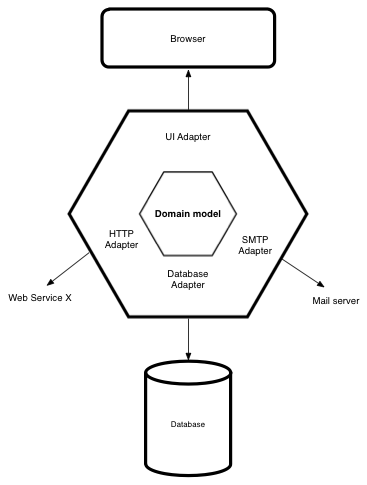 Browser
UI Adapter
Domain model
HTTP
Adapter
SMTP
Adapter
Database
Adapter
Web Service X
Mail server
Database